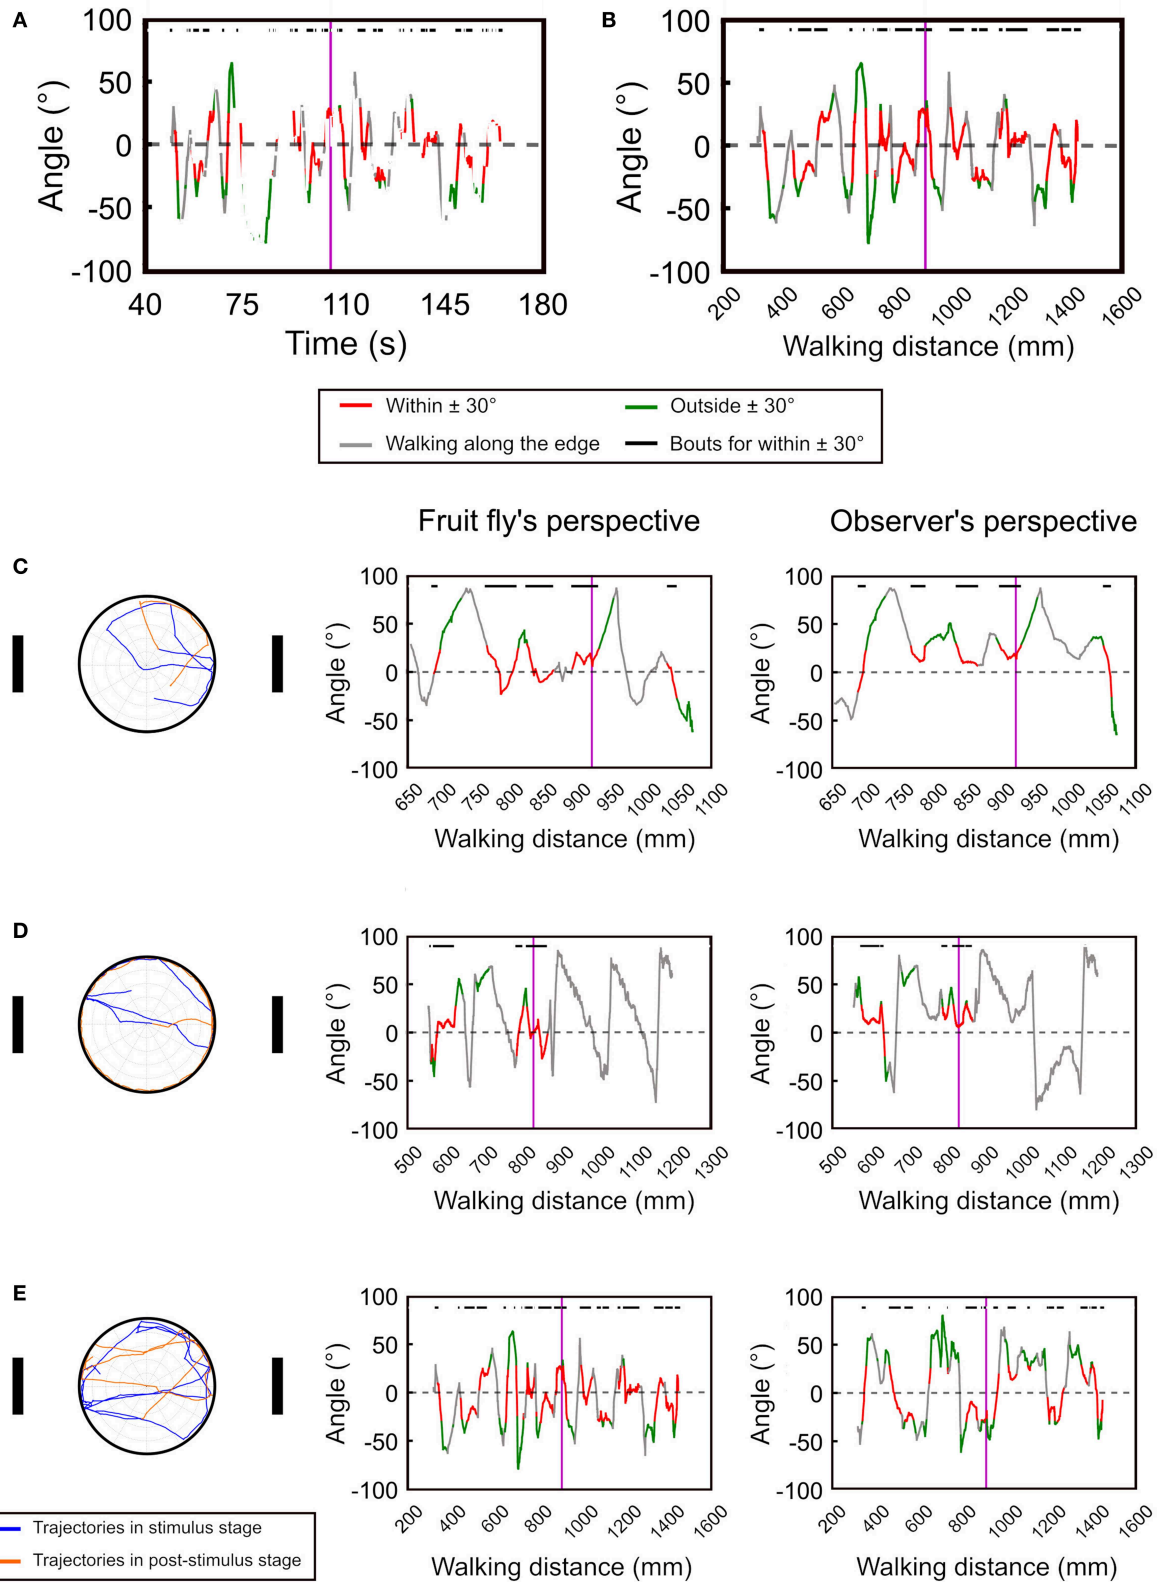 A
B
100
50
0
-50
-100
Angle (°)
40 75 110 145 180
Time (s)
100
50
0
-50
-100
Angle (°)
200 400 600 800 1000 1200 1400 1600
Walking distance (mm)
Within ± 30°
Outside ± 30°
Walking along the edge
Bouts for within ± 30°
Fruit fly's perspective
Observer's perspective
C
100
50
0
-50
-100
Angle (°)
650 700 750 800 850 900 950 1000 1050 1100
Walking distance (mm)
100
50
0
-50
-100
Angle (°)
650 700 750 800 850 900 950 1000 1050 1100
Walking distance (mm)
D
100
50
0
-50
-100
Angle (°)
500 600 700 800 900 1000 1100 1200 1300
Walking distance (mm)
100
50
0
-50
-100
Angle (°)
500 600 700 800 900 1000 1100 1200 1300
Walking distance (mm)
E
100
50
0
-50
-100
Angle (°)
200 400 600 800 1000 1200 1400 1600
Walking distance (mm)
100
50
0
-50
-100
Angle (°)
200 400 600 800 1000 1200 1400 1600
Walking distance (mm)
Trajectories in stimulus stage
Trajectories in post-stimulus stage